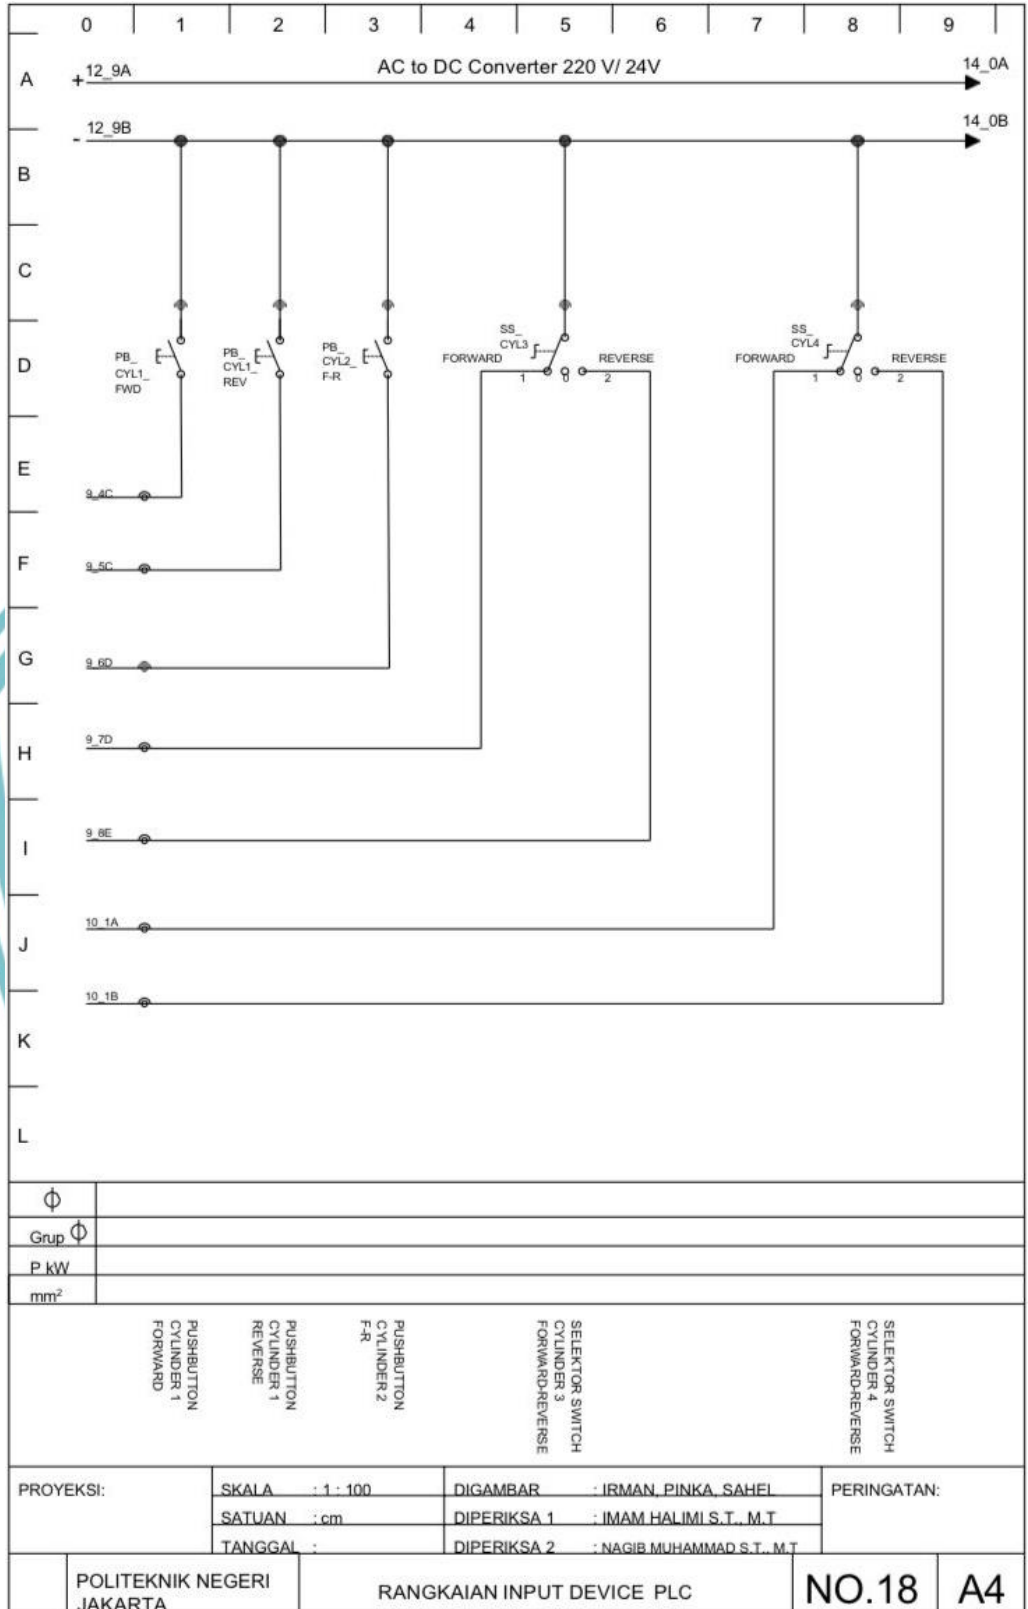 0 1 2 3 4 5 6 7 8 9
A
+ 12_9A
AC to DC Converter 220 V/ 24V
14_0A
- 12_9B
14_0B
B
C
D
PB_
CYL1_
FWD
PB_
CYL1_
REV
PB_
CYL2_
F-R
SS_
CYL3
FORWARD
REVERSE
1 0 2
SS_
CYL4
FORWARD
REVERSE
1 0 2
E
9_4C
F
9_5C
G
9_6D
H
9_7D
I
9_8E
J
10_1A
10_1B
K
L
Φ
Grup Φ
P kW
mm²
PUSHBUTTON
CYLINDER 1
FORWARD
PUSHBUTTON
CYLINDER 1
REVERSE
PUSHBUTTON
CYLINDER 2
F-R
SELEKTOR SWITCH
CYLINDER 3
FORWARD-REVERSE
SELEKTOR SWITCH
CYLINDER 4
FORWARD-REVERSE
PROYEKSI:
SKALA : 1 : 100
SATUAN : cm
TANGGAL :
DIGAMBAR : IRMAN, PINKA, SAHEL
DIPERIKSA 1 : IMAM HALIMI S.T., M.T
DIPERIKSA 2 : NAGIB MUHAMMAD S.T., M.T
PERINGATAN:
POLITEKNIK NEGERI
JAKARTA
RANGKAIAN INPUT DEVICE PLC
NO.18
A4